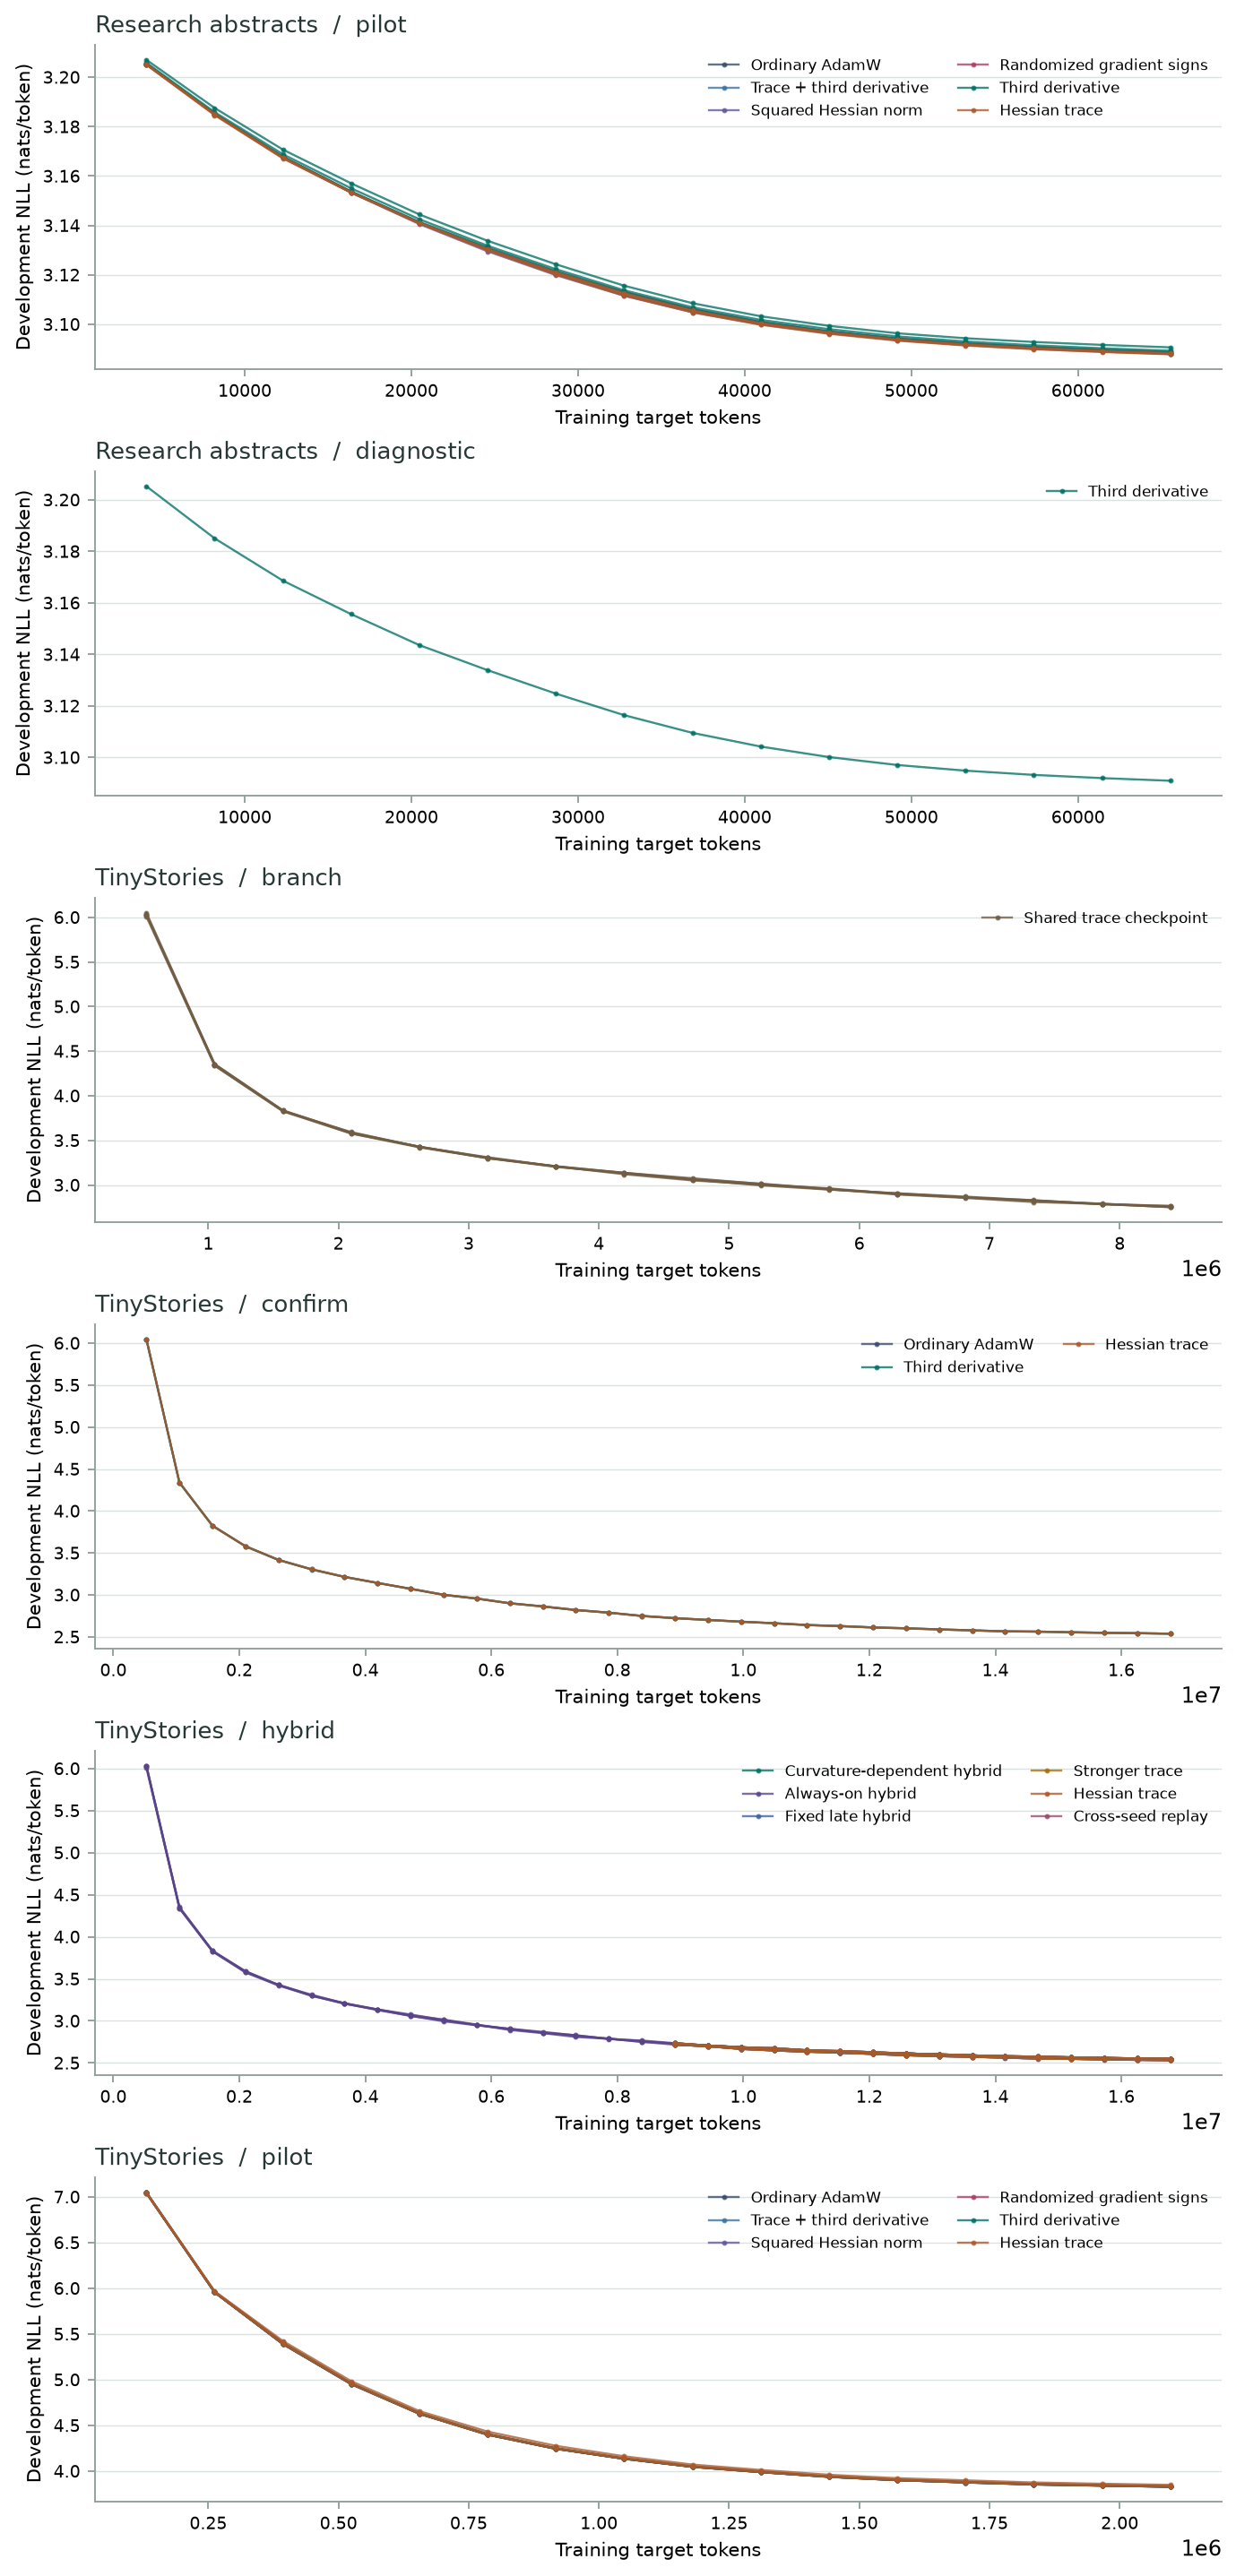 Research abstracts / pilot
Development NLL (nats/token)
3.20
3.18
3.16
3.14
3.12
3.10
Ordinary AdamW
Trace + third derivative
Squared Hessian norm
Randomized gradient signs
Third derivative
Hessian trace
10000 20000 30000 40000 50000 60000
Training target tokens
Research abstracts / diagnostic
Development NLL (nats/token)
3.20
3.18
3.16
3.14
3.12
3.10
Third derivative
10000 20000 30000 40000 50000 60000
Training target tokens
TinyStories / branch
Development NLL (nats/token)
6.0
5.5
5.0
4.5
4.0
3.5
3.0
Shared trace checkpoint
1 2 3 4 5 6 7 8
Training target tokens
1e6
TinyStories / confirm
Development NLL (nats/token)
6.0
5.5
5.0
4.5
4.0
3.5
3.0
2.5
Ordinary AdamW
Third derivative
Hessian trace
0.0 0.2 0.4 0.6 0.8 1.0 1.2 1.4 1.6
Training target tokens
1e7
TinyStories / hybrid
Development NLL (nats/token)
6.0
5.5
5.0
4.5
4.0
3.5
3.0
2.5
Curvature-dependent hybrid
Always-on hybrid
Fixed late hybrid
Stronger trace
Hessian trace
Cross-seed replay
0.0 0.2 0.4 0.6 0.8 1.0 1.2 1.4 1.6
Training target tokens
1e7
TinyStories / pilot
Development NLL (nats/token)
7.0
6.5
6.0
5.5
5.0
4.5
4.0
Ordinary AdamW
Trace + third derivative
Squared Hessian norm
Randomized gradient signs
Third derivative
Hessian trace
0.25 0.50 0.75 1.00 1.25 1.50 1.75 2.00
Training target tokens
1e6